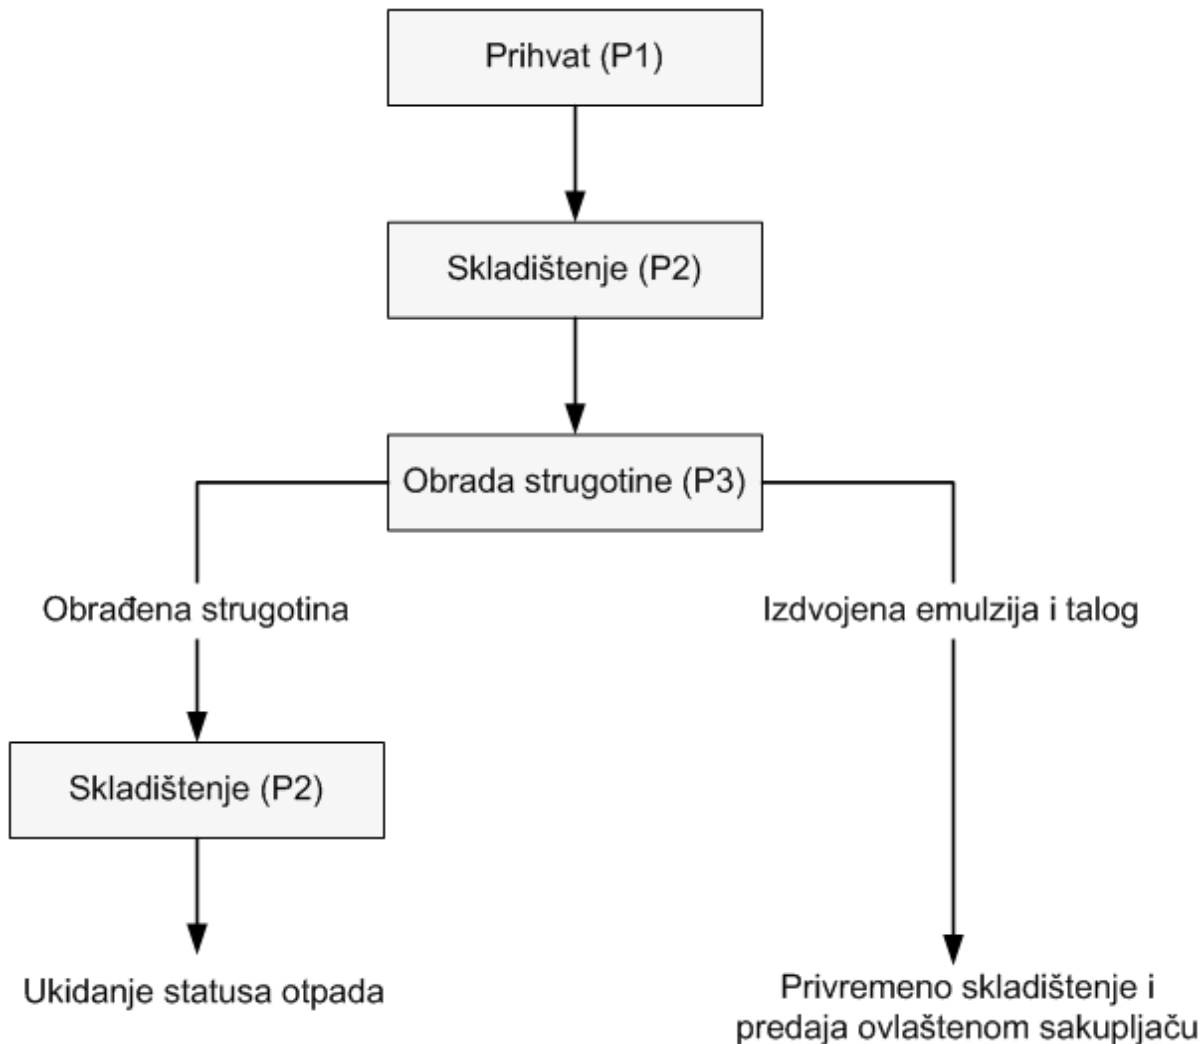 Prihvat (P1)
Skladištenje (P2)
Obrada strugotine (P3)
Obrađena strugotina
Izdvojena emulzija i talog
Skladištenje (P2)
Ukidanje statusa otpada
Privremeno skladištenje i
predaja ovlaštenom sakupljaču